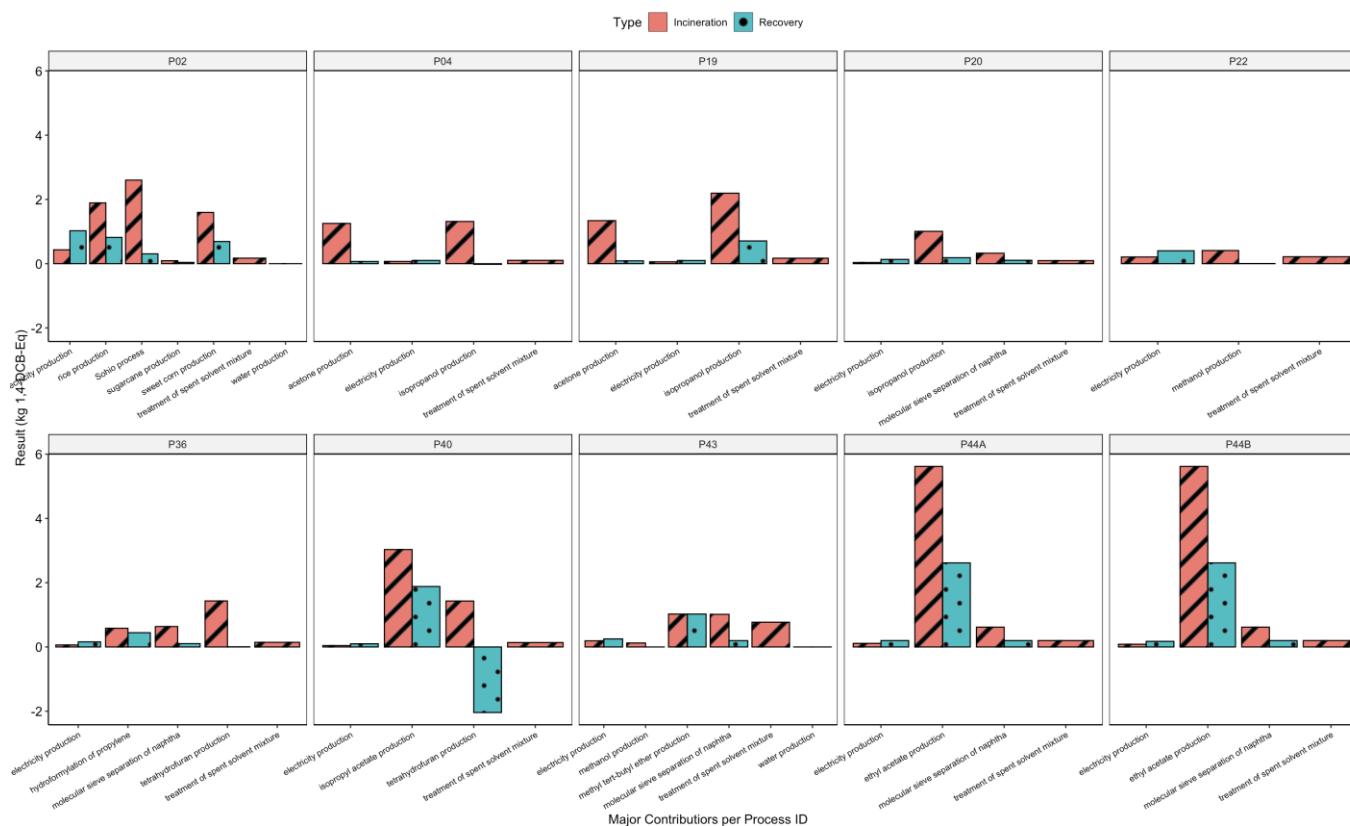 Type Incineration Recovery
P02 P04 P19 P20 P22
6
4
2
0
-2
rice production
Sohio process
sugarcane production
sweet corn production
treatment of spent solvent mixture
water production
acetone production
electricity production
isopropanol production
treatment of spent solvent mixture
acetone production
electricity production
isopropanol production
treatment of spent solvent mixture
electricity production
isopropanol production
molecular sieve separation of naphtha
treatment of spent solvent mixture
electricity production
methanol production
treatment of spent solvent mixture
Result (kg 1,4-DCB-Eq)
P36 P40 P43 P44A P44B
6
4
2
0
-2
electricity production
hydroformylation of propylene
molecular sieve separation of naphtha
tetrahydrofuran production
treatment of spent solvent mixture
electricity production
isopropyl acetate production
tetrahydrofuran production
treatment of spent solvent mixture
electricity production
methanol production
methyl tert-butyl ether production
molecular sieve separation of naphtha
treatment of spent solvent mixture
water production
electricity production
ethyl acetate production
molecular sieve separation of naphtha
treatment of spent solvent mixture
electricity production
ethyl acetate production
molecular sieve separation of naphtha
treatment of spent solvent mixture
Major Contributiors per Process ID